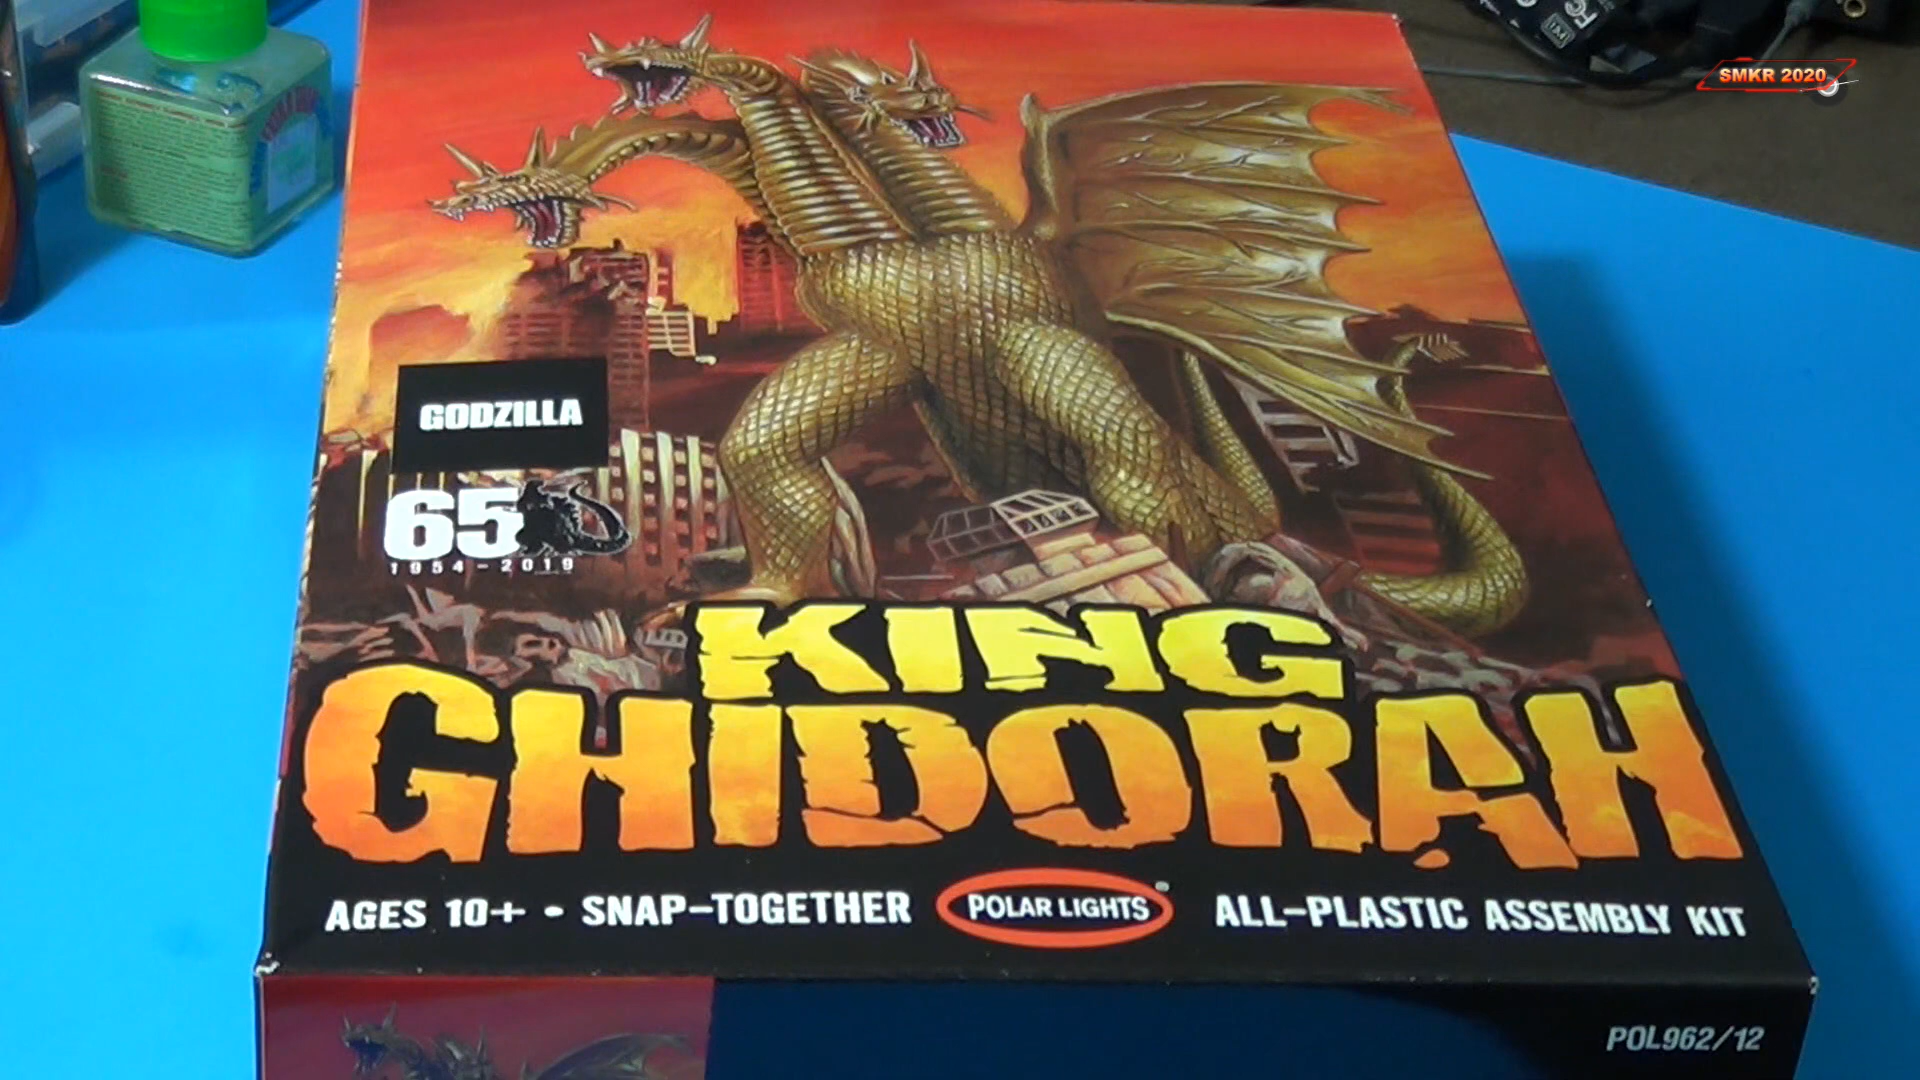 SMKR 2020
GODZILLA
65
1954-2019
KING
GHIDORAH
AGES 10+ • SNAP-TOGETHER POLAR LIGHTS® ALL-PLASTIC ASSEMBLY KIT
POL962/12